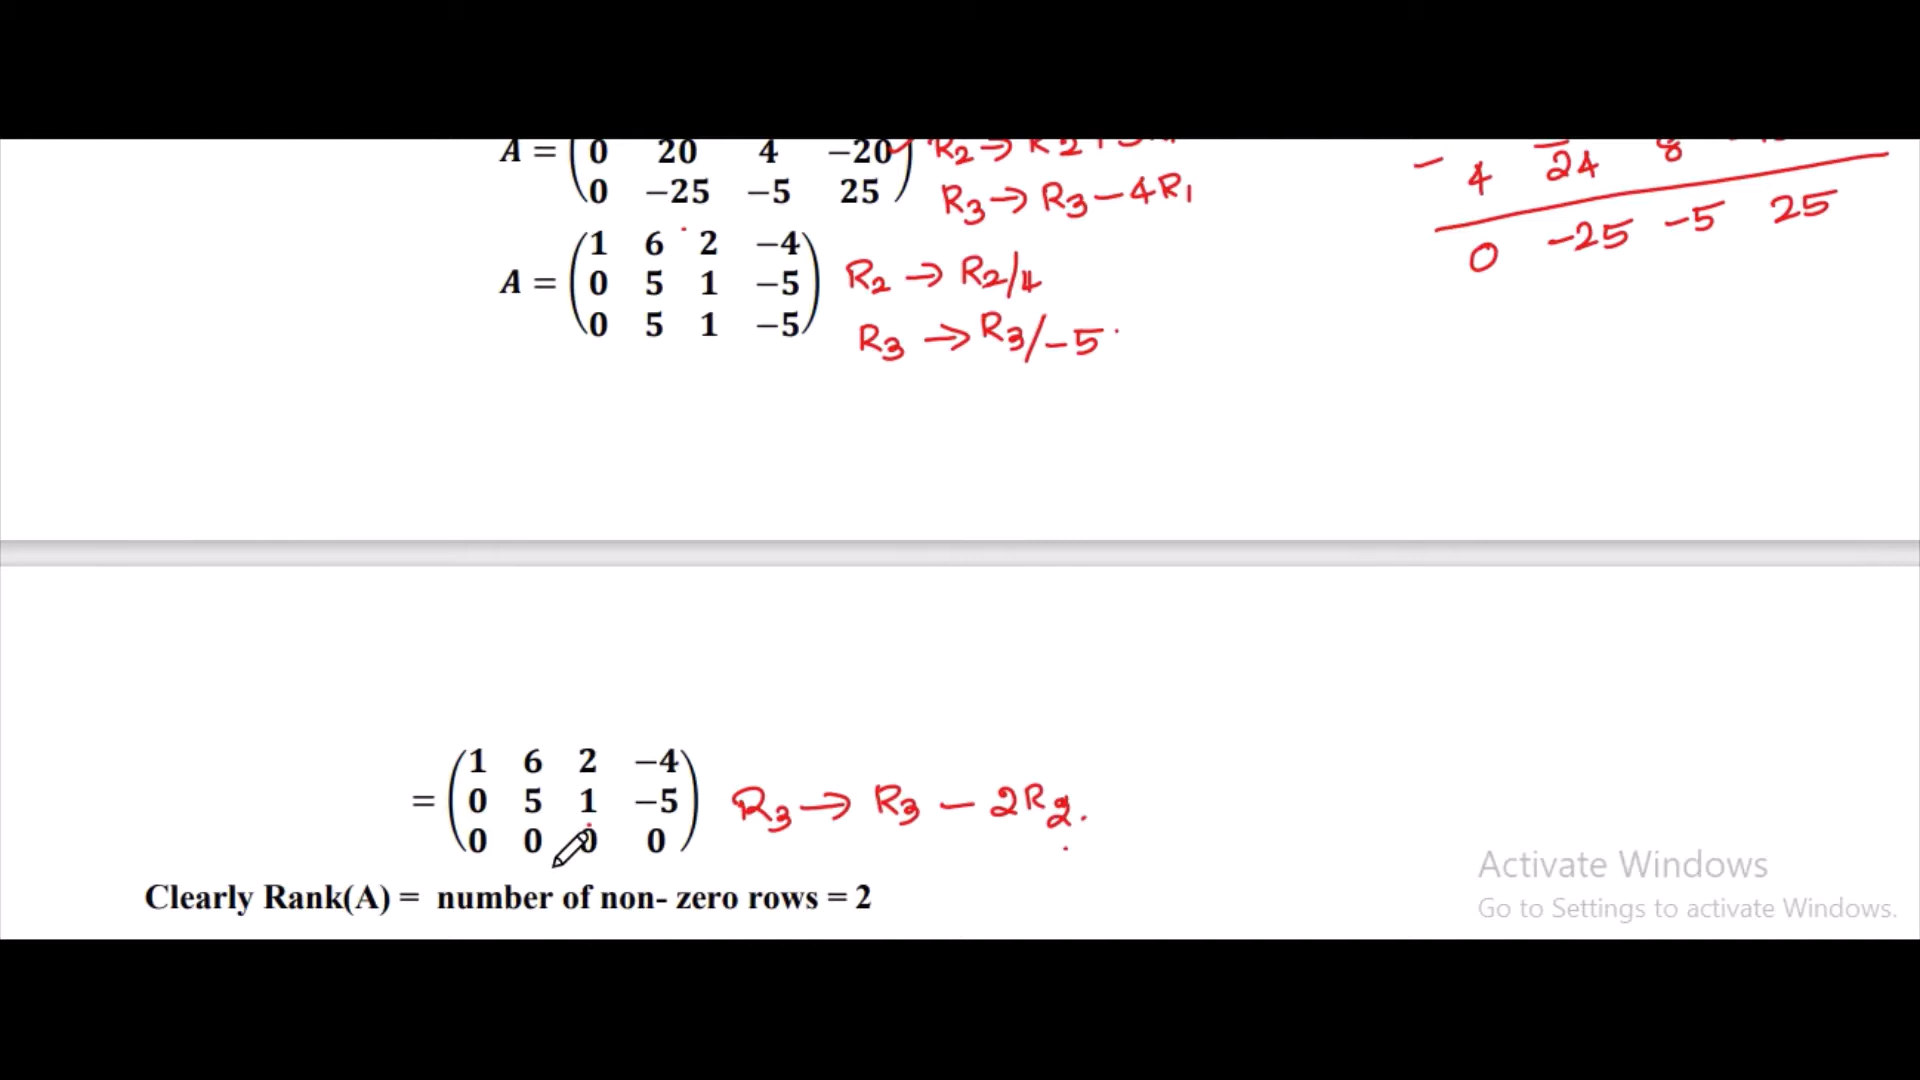 A = ( 0 20 4 −20 ) R2 → R2
0 −25 −5 25 R3 → R3 − 4R1
− 4 24 8
0 −25 −5 25
1 6 2 −4
A = ( 0 5 1 −5 ) R2 → R2/4
0 5 1 −5 R3 → R3/−5
1 6 2 −4
= ( 0 5 1 −5 ) R3 → R3 − 2R2.
0 0 0 0
Clearly Rank(A) = number of non- zero rows = 2
Activate Windows
Go to Settings to activate Windows.